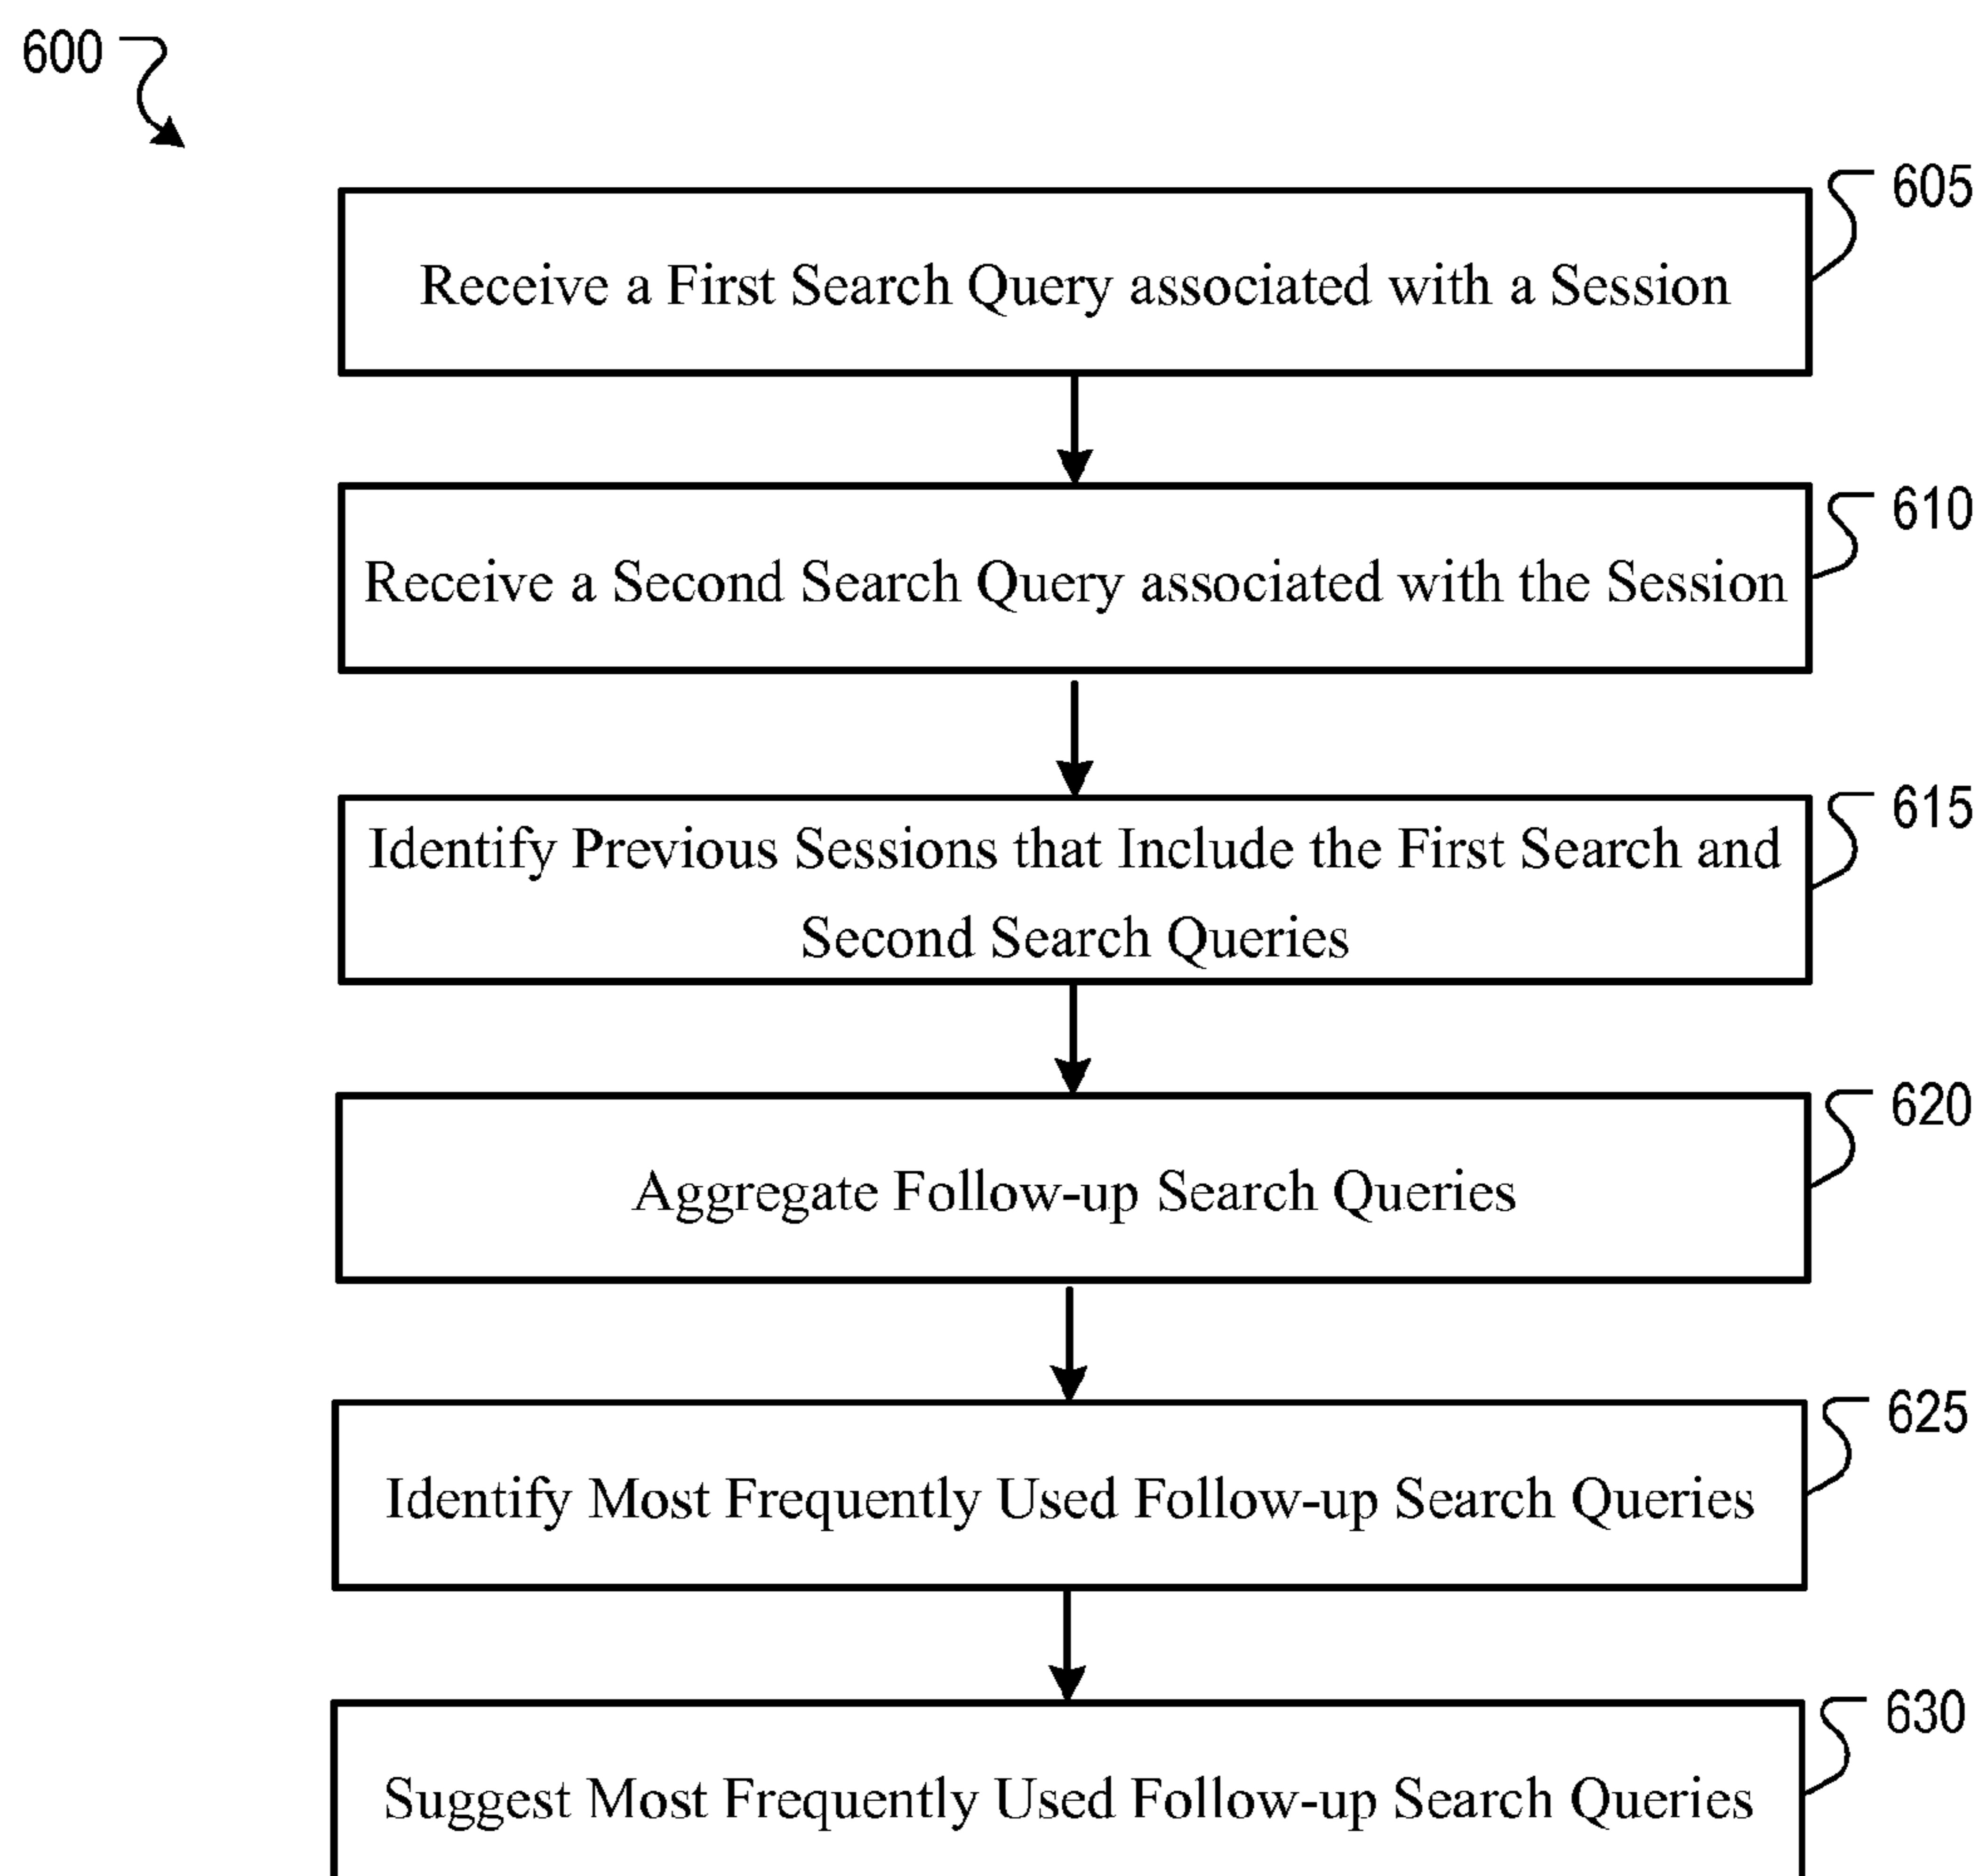 600
605
Receive a First Search Query associated with a Session
610
Receive a Second Search Query associated with the Session
615
Identify Previous Sessions that Include the First Search and
Second Search Queries
620
Aggregate Follow-up Search Queries
625
Identify Most Frequently Used Follow-up Search Queries
630
Suggest Most Frequently Used Follow-up Search Queries